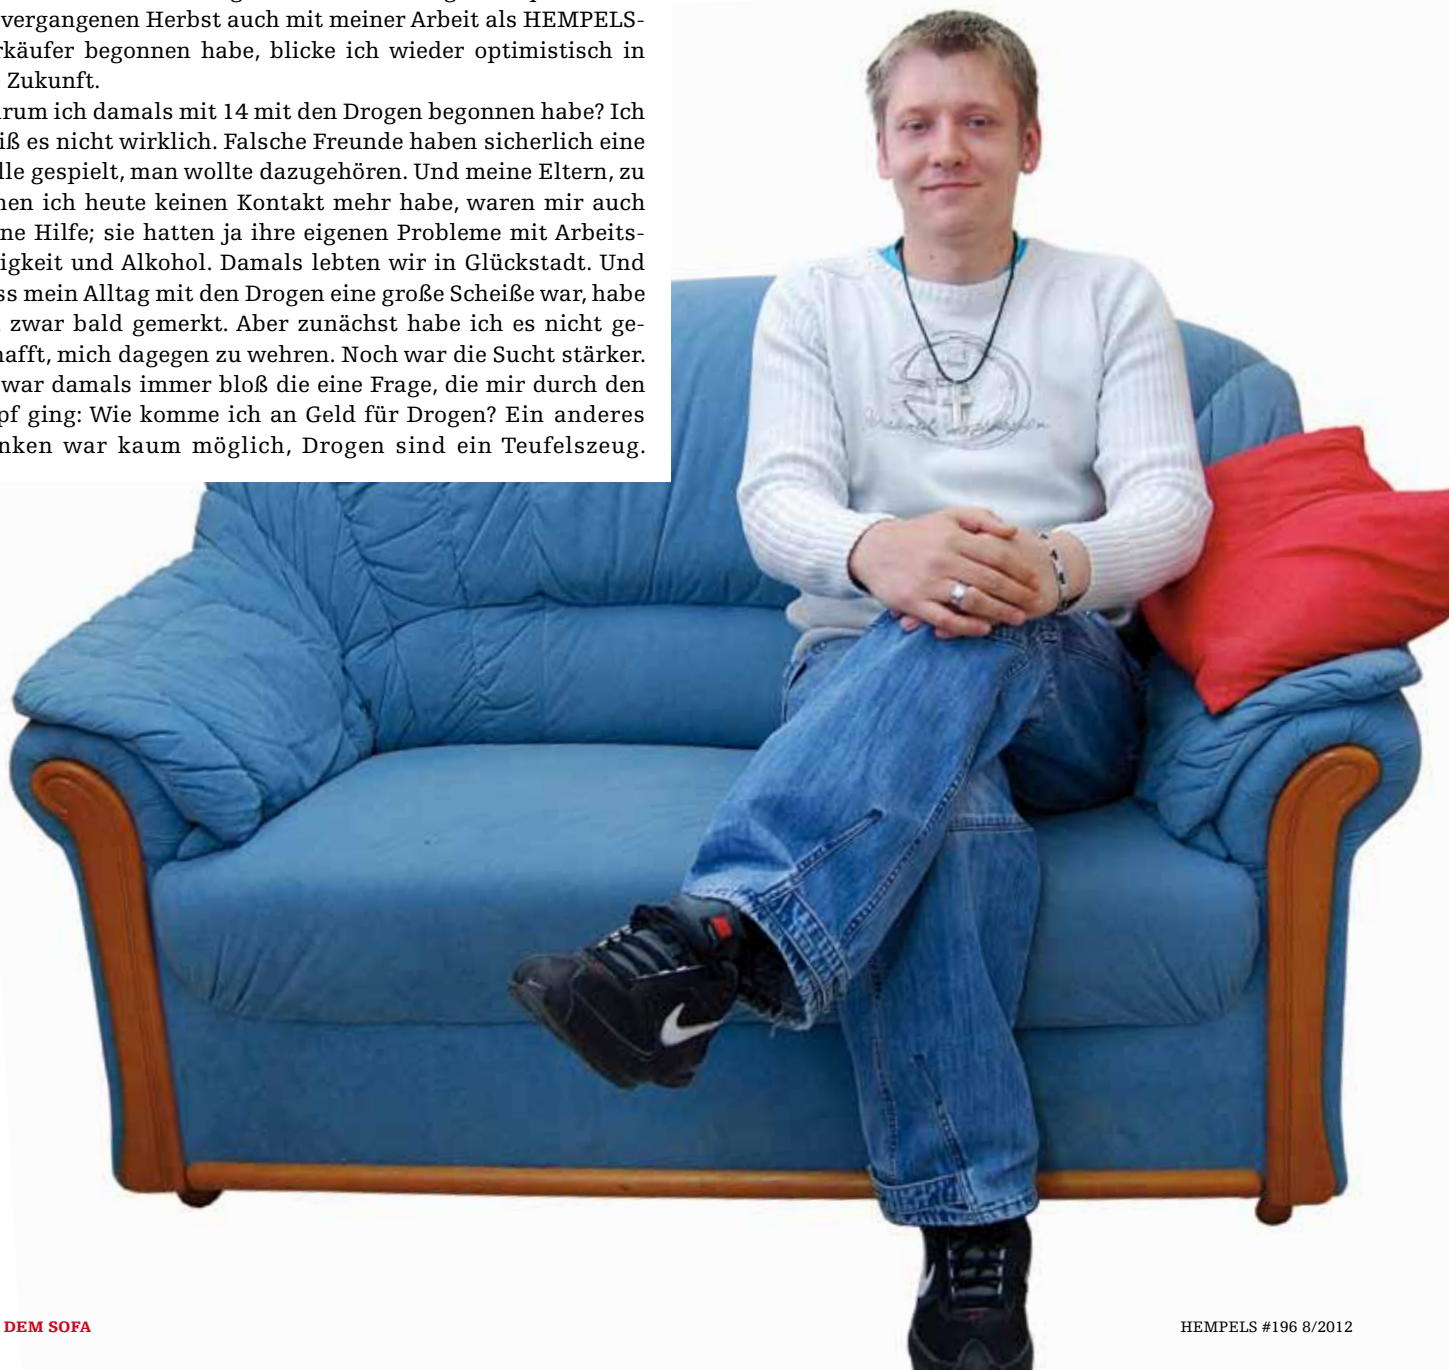 vergangenen Herbst auch mit meiner Arbeit als HEMPELS-
rkäufer begonnen habe, blicke ich wieder optimistisch in
Zukunft.
rum ich damals mit 14 mit den Drogen begonnen habe? Ich
iß es nicht wirklich. Falsche Freunde haben sicherlich eine
lle gespielt, man wollte dazugehören. Und meine Eltern, zu
nen ich heute keinen Kontakt mehr habe, waren mir auch
ne Hilfe; sie hatten ja ihre eigenen Probleme mit Arbeits-
igkeit und Alkohol. Damals lebten wir in Glückstadt. Und
ss mein Alltag mit den Drogen eine große Scheiße war, habe
zwar bald gemerkt. Aber zunächst habe ich es nicht ge-
hafft, mich dagegen zu wehren. Noch war die Sucht stärker.
war damals immer bloß die eine Frage, die mir durch den
pf ging: Wie komme ich an Geld für Drogen? Ein anderes
nken war kaum möglich, Drogen sind ein Teufelszeug.
DEM SOFA
HEMPELS #196 8/2012